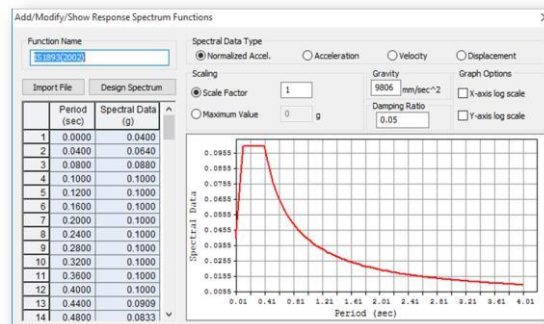 Add/Modify/Show Response Spectrum Functions
Function Name
IS1893(2002)
Import File Design Spectrum
Period (sec) Spectral Data (g)
1 0.0000 0.0400
2 0.0400 0.0640
3 0.0800 0.0880
4 0.1000 0.1000
5 0.1200 0.1000
6 0.1600 0.1000
7 0.2000 0.1000
8 0.2400 0.1000
9 0.2800 0.1000
10 0.3200 0.1000
11 0.3600 0.1000
12 0.4000 0.1000
13 0.4400 0.0909
14 0.4800 0.0833
Spectral Data Type
Normalized Accel. Acceleration Velocity Displacement
Scaling
Scale Factor 1
Maximum Value 0 g
Gravity
9806 mm/sec^2
Damping Ratio
0.05
Graph Options
X-axis log scale
Y-axis log scale
Spectral Data
0.0955
0.0855
0.0755
0.0655
0.0555
0.0455
0.0355
0.0255
0.0155
0.0055
0.01 0.41 0.81 1.21 1.61 2.01 2.41 2.81 3.21 3.61 4.01
Period (sec)